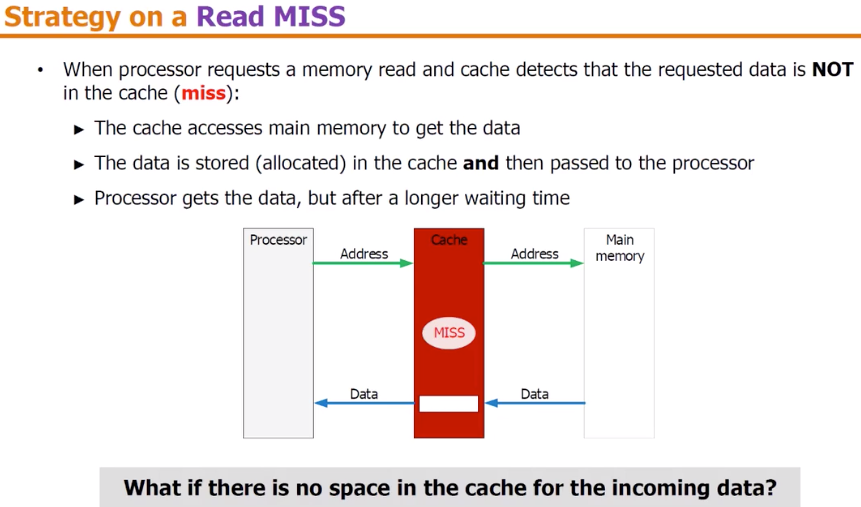 Strategy on a Read MISS
• When processor requests a memory read and cache detects that the requested data is NOT
in the cache (miss):
► The cache accesses main memory to get the data
► The data is stored (allocated) in the cache and then passed to the processor
► Processor gets the data, but after a longer waiting time
Processor
Address
Cache
Address
Main
memory
MISS
Data
Data
What if there is no space in the cache for the incoming data?